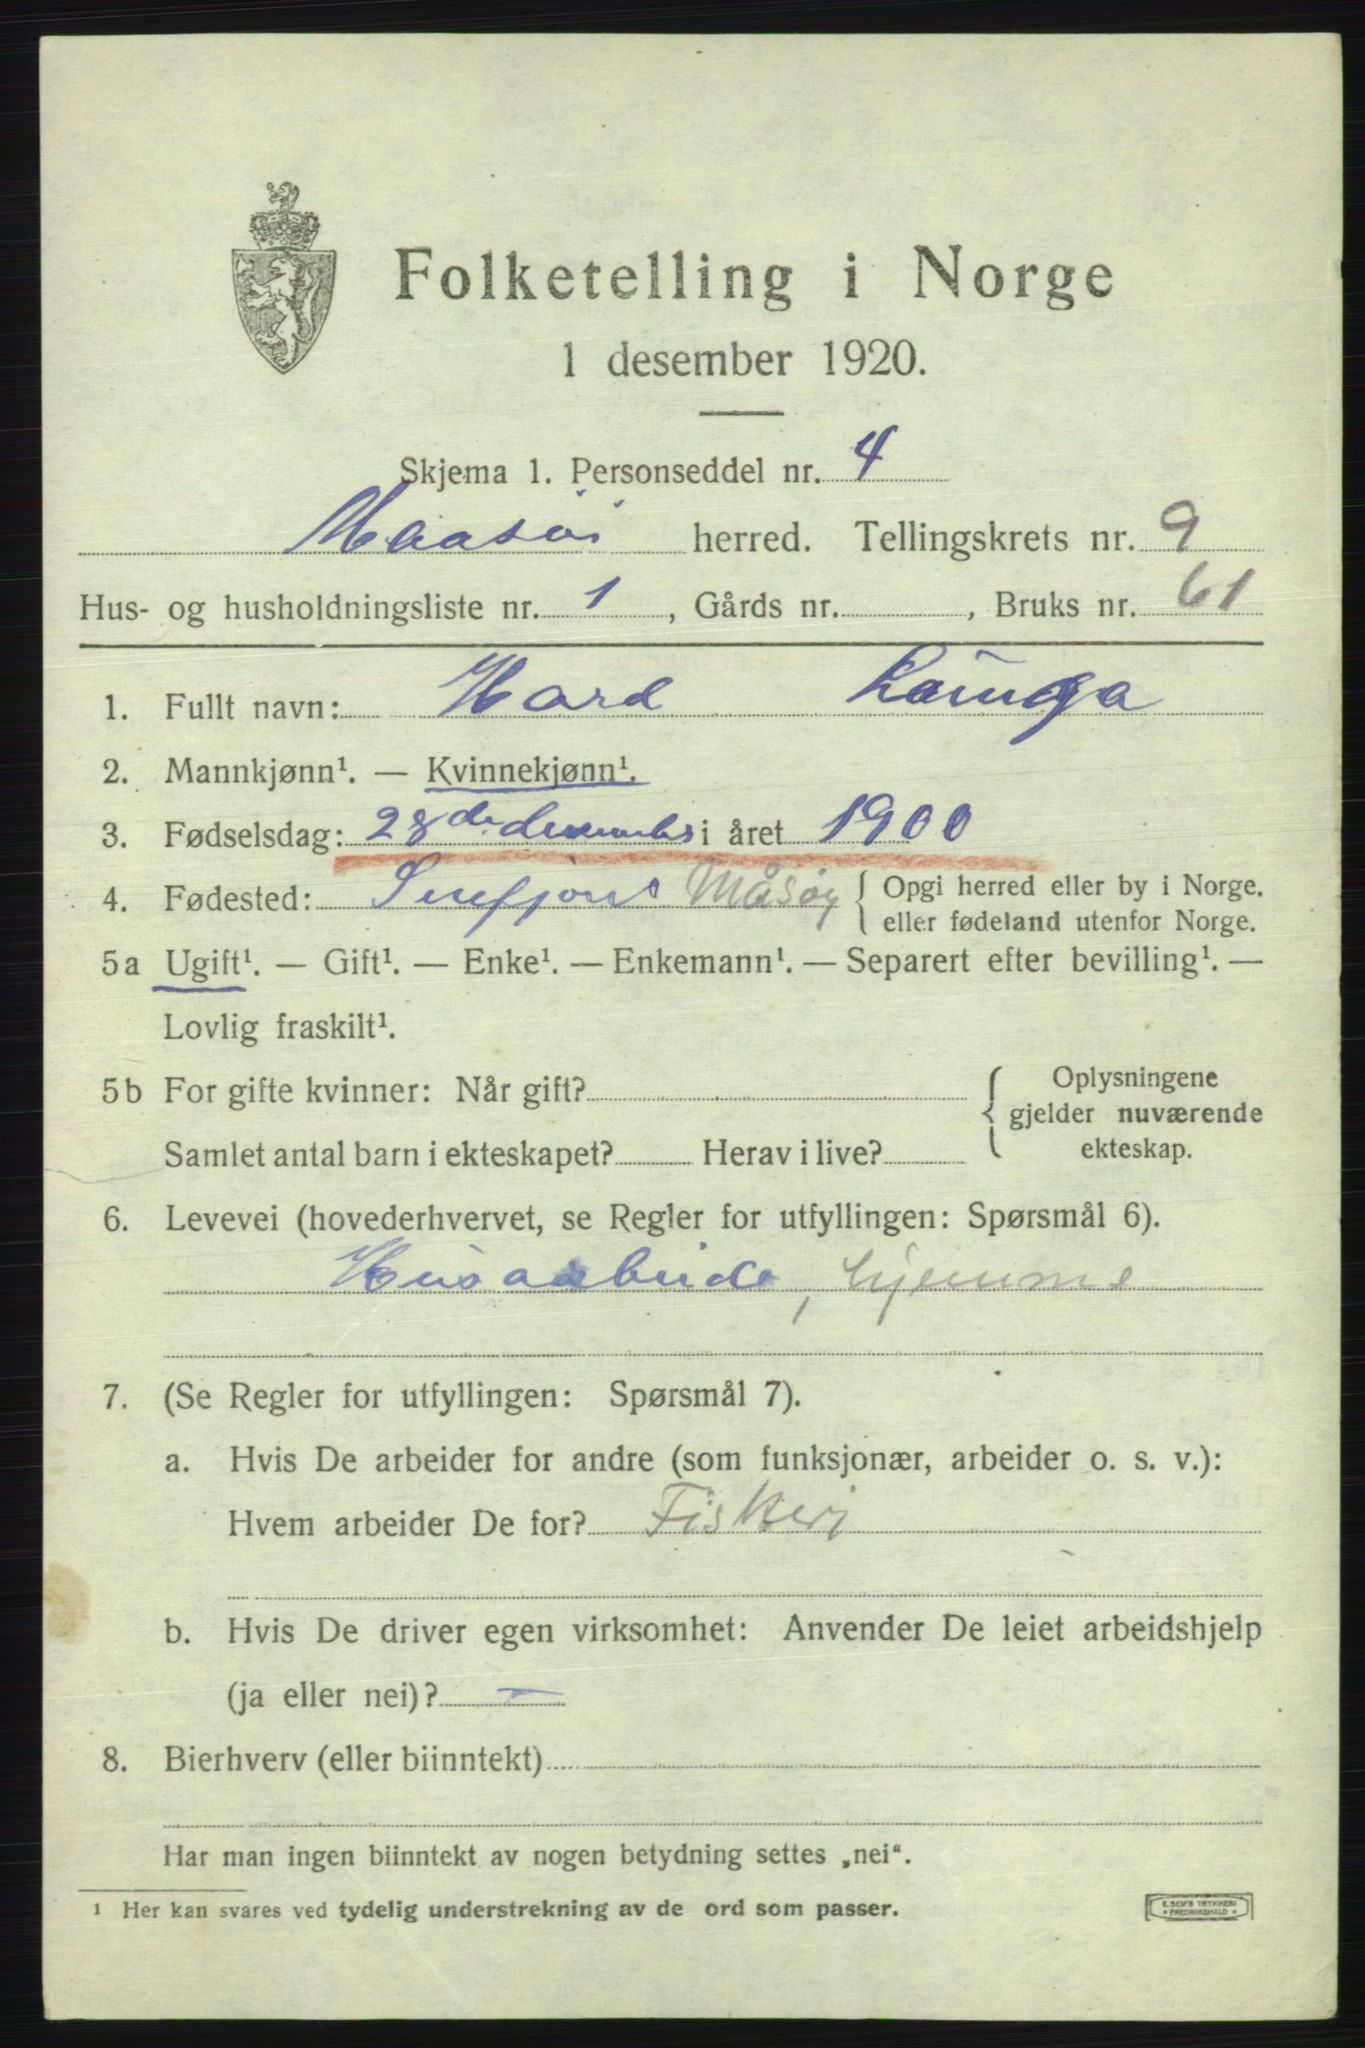 Folketelling i Norge
1 desember 1920.
Skjema 1. Personseddel nr. 4
Maasöi herred. Tellingskrets nr. 9
Hus- og husholdningsliste nr. 1, Gårds nr. , Bruks nr. 61
1. Fullt navn: Hard
2. Mannkjønn¹. — Kvinnekjønn¹.
3. Fødselsdag: 28de desember i året 1900
4. Fødested: Måsøy { Opgi herred eller by i Norge.
eller fødeland utenfor Norge.
5a Ugift¹. — Gift¹. — Enke¹. — Enkemann¹. — Separert efter bevilling¹. —
Lovlig fraskilt¹.
5b For gifte kvinner: Når gift? { Oplysningene
gjelder nuværende
ekteskap.
Samlet antal barn i ekteskapet? Herav i live?
6. Levevei (hovederhvervet, se Regler for utfyllingen: Spørsmål 6).
Husarbeide, hjemme
7. (Se Regler for utfyllingen: Spørsmål 7).
a. Hvis De arbeider for andre (som funksjonær, arbeider o. s. v.):
Hvem arbeider De for? Fiskeri
b. Hvis De driver egen virksomhet: Anvender De leiet arbeidshjelp
(ja eller nei)? —
8. Bierhverv (eller biinntekt)
Har man ingen biinntekt av nogen betydning settes „nei“.
¹ Her kan svares ved tydelig understrekning av de ord som passer.
E. SEM'S TRYKKERI
• FREDRIKSHALD •